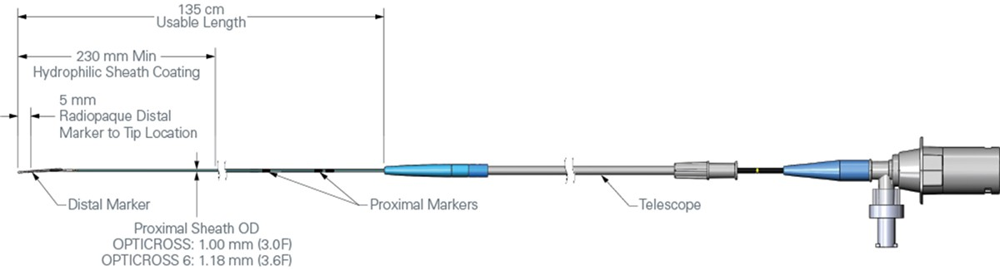 135 cm
Usable Length
230 mm Min
Hydrophilic Sheath Coating
5 mm
Radiopaque Distal
Marker to Tip Location
Distal Marker
Proximal Markers
Telescope
Proximal Sheath OD
OPTICROSS: 1.00 mm (3.0F)
OPTICROSS 6: 1.18 mm (3.6F)